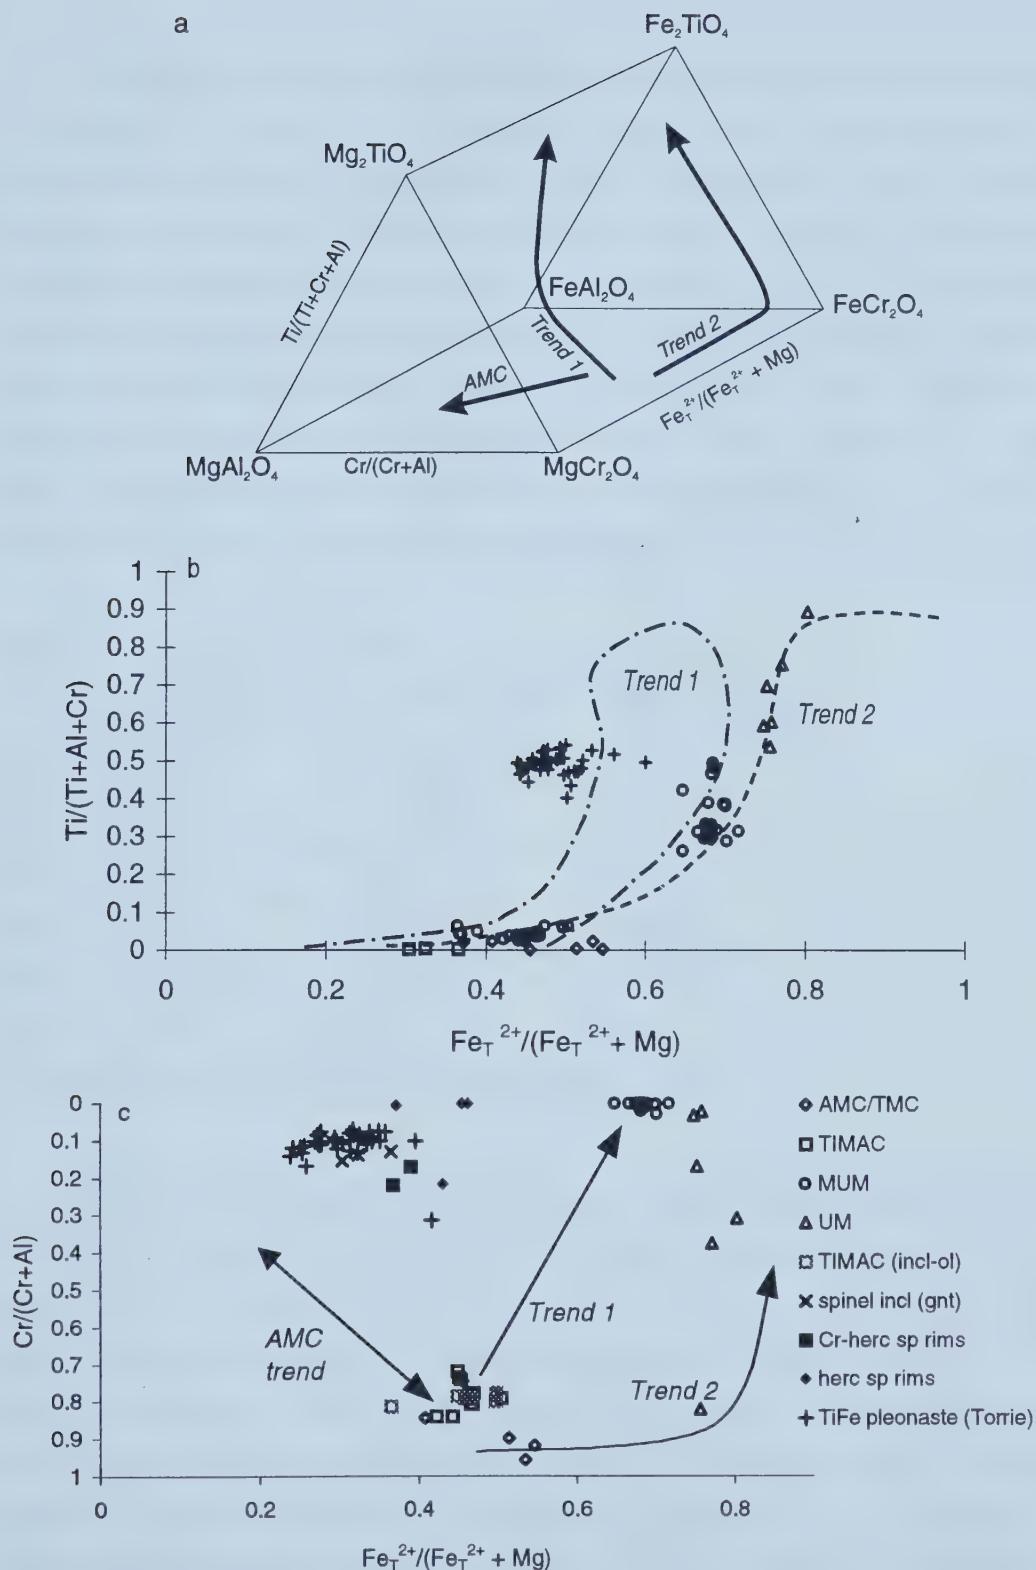 a
Fe₂TiO₄
Mg₂TiO₄
Ti/(Ti+Cr+Al)
FeAl₂O₄
FeCr₂O₄
Trend 1
Trend 2
AMC
Fe_T²⁺/(Fe_T²⁺ + Mg)
MgAl₂O₄
Cr/(Cr+Al)
MgCr₂O₄
b
1
0.9
0.8
0.7
0.6
0.5
0.4
0.3
0.2
0.1
0
Ti/(Ti+Al+Cr)
Trend 1
Trend 2
0 0.2 0.4 0.6 0.8 1
Fe_T²⁺/(Fe_T²⁺ + Mg)
c
0
0.1
0.2
0.3
0.4
0.5
0.6
0.7
0.8
0.9
1
Cr/(Cr+Al)
AMC
trend
Trend 1
Trend 2
0 0.2 0.4 0.6 0.8
Fe_T²⁺/(Fe_T²⁺ + Mg)
AMC/TMC
TIMAC
MUM
UM
TIMAC (incl-ol)
spinel incl (gnt)
Cr-herc sp rims
herc sp rims
TiFe pleonaste (Torrie)